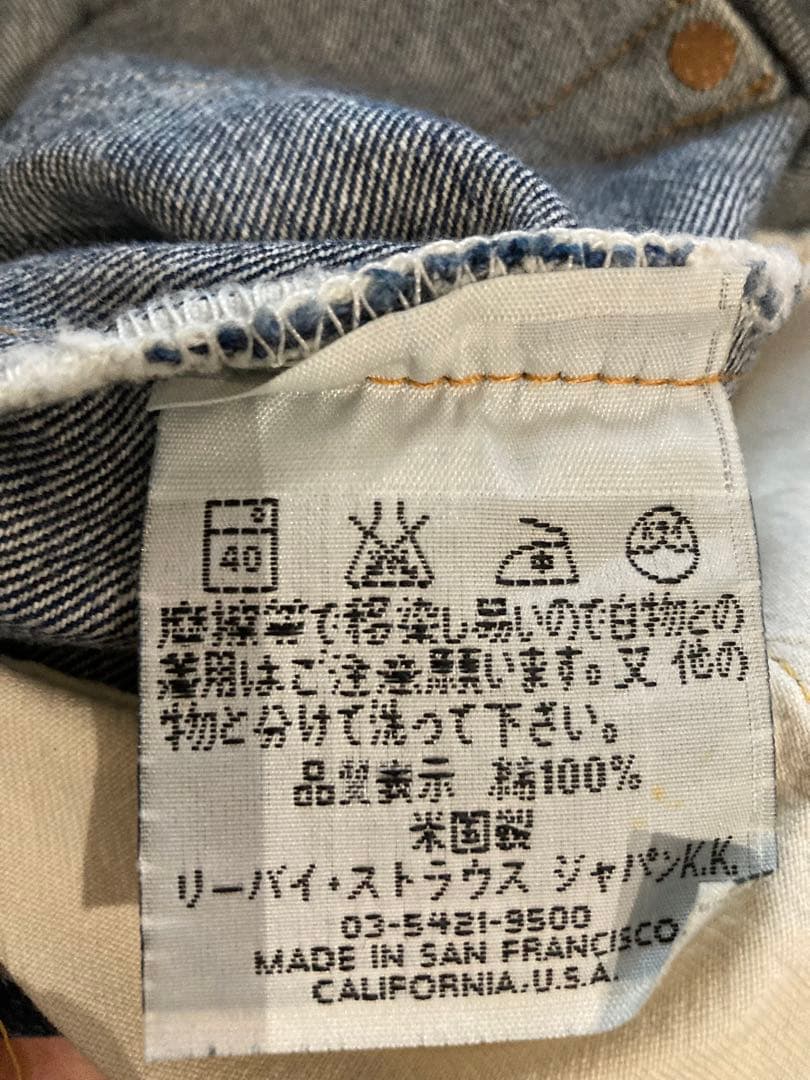 40
摩擦等で移染し易いので白物との
着用はご注意願います。又 他の
物と分けて洗って下さい。
品質表示 綿100%
米国製
リーバイ・ストラウス ジャパンK.K.
03-5421-9500
MADE IN SAN FRANCISCO
CALIFORNIA.U.S.A.